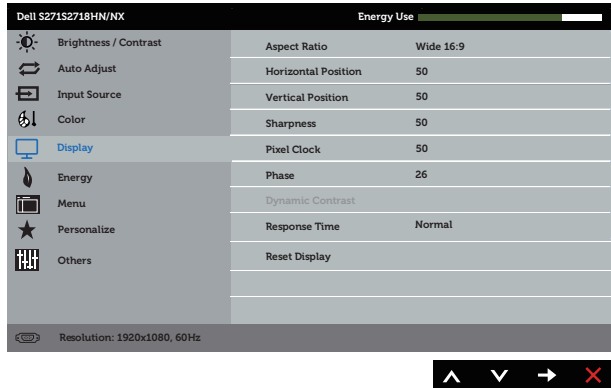 Dell S271S2718HN/NX Energy Use
Brightness / Contrast
Auto Adjust
Input Source
Color
Display
Energy
Menu
Personalize
Others
Aspect Ratio Wide 16:9
Horizontal Position 50
Vertical Position 50
Sharpness 50
Pixel Clock 50
Phase 26
Dynamic Contrast
Response Time Normal
Reset Display
Resolution: 1920x1080, 60Hz